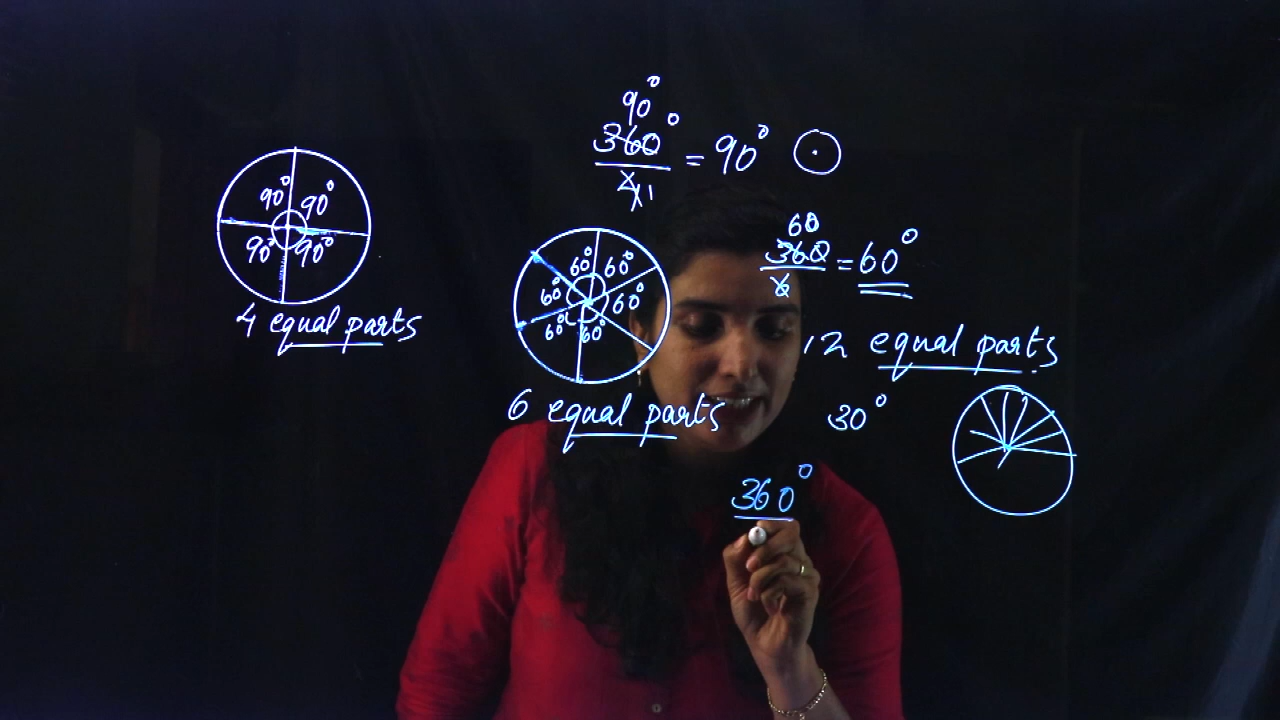 90°
360° = 90°
4 1
90° 90°
90° 90°
4 equal parts
60
360 = 60°
6
60° 60°
60° 60°
60° 60°
6 equal parts
12 equal parts
30°
360°